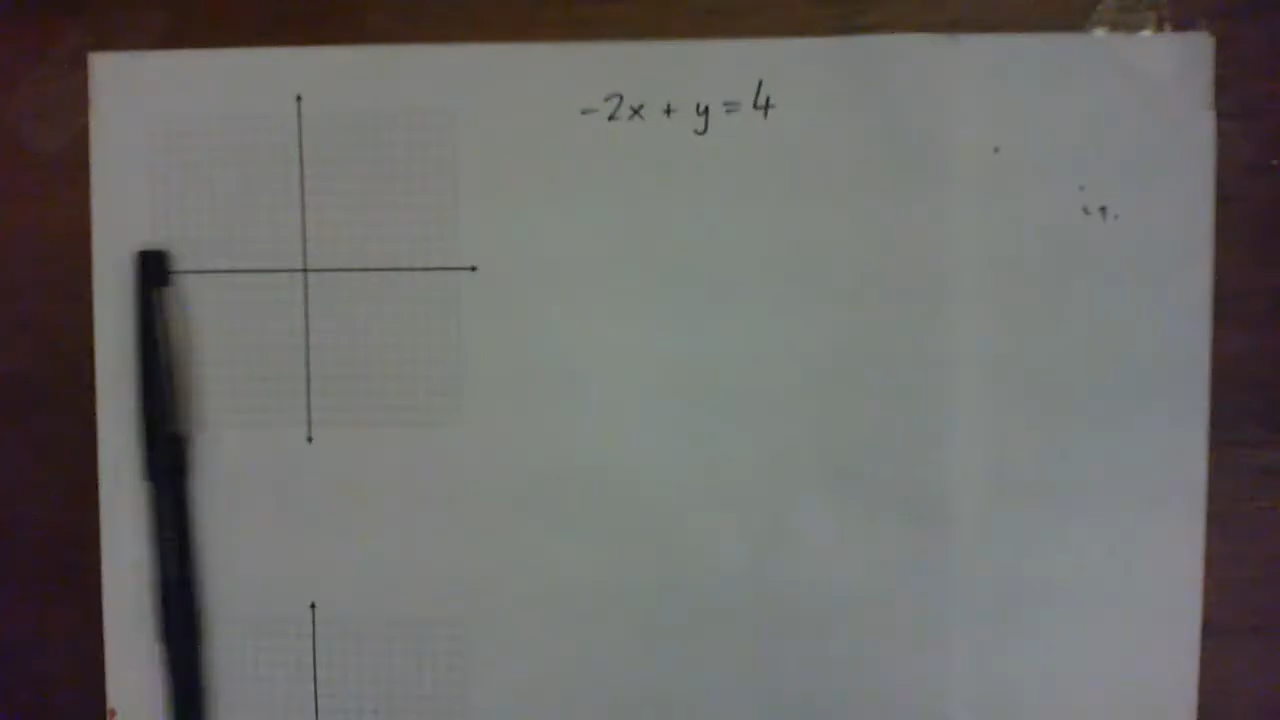 -2x + y = 4